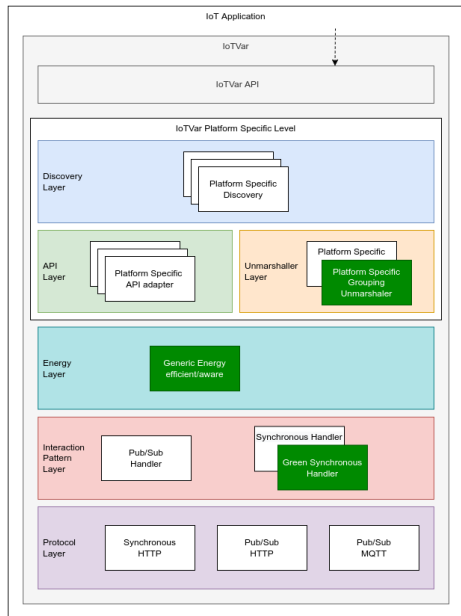 IoT Application
IoTVar
IoTVar API
IoTVar Platform Specific Level
Discovery
Layer
Platform Specific
Discovery
API
Layer
Platform Specific
API adapter
Unmarshaller
Layer
Platform Specific
Platform Specific
Grouping
Unmarshaler
Energy
Layer
Generic Energy
efficient/aware
Interaction
Pattern
Layer
Pub/Sub
Handler
Synchronous Handler
Green Synchronous
Handler
Protocol
Layer
Synchronous
HTTP
Pub/Sub
HTTP
Pub/Sub
MQTT